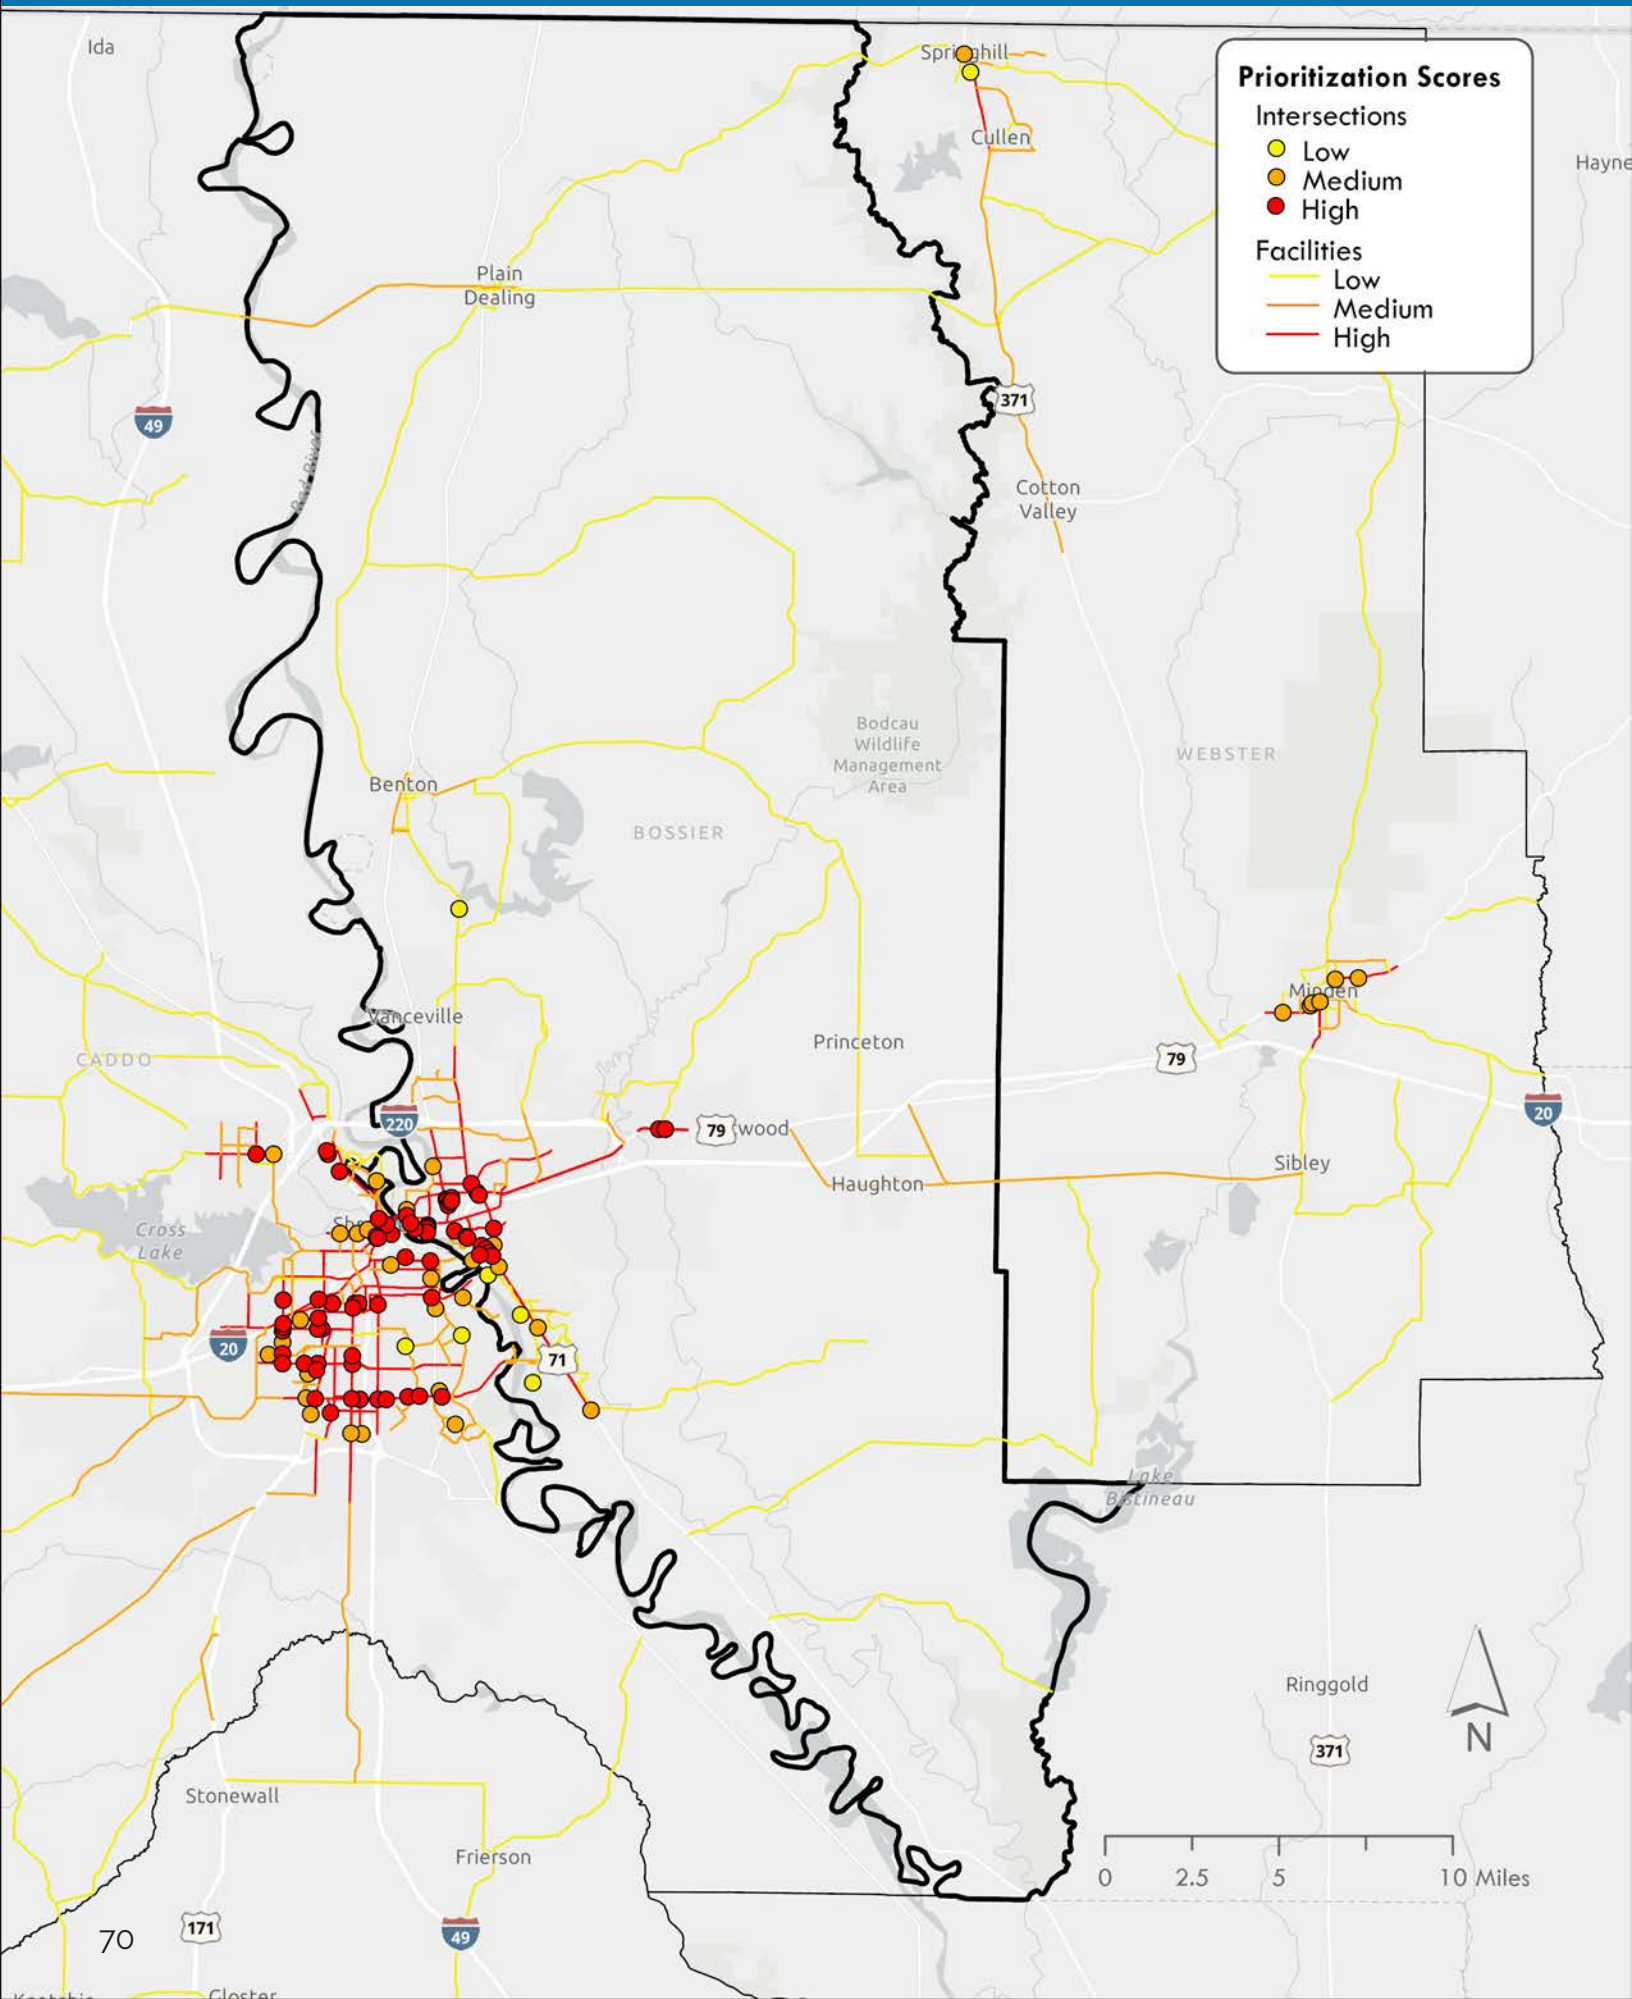 Ida
Springhill
Cullen
Prioritization Scores
Intersections
Low
Medium
High
Facilities
Low
Medium
High
Plain
Dealing
371
49
Red River
Cotton
Valley
Bodcau
Wildlife
Management
Area
WEBSTER
Benton
BOSSIER
Minden
Vanceville
Princeton
CADDO
79
20
220
79
wood
Sibley
Haughton
Cross
Lake
20
71
Lake
Bistineau
Ringgold
N
371
Stonewall
Frierson
0
2.5
5
10 Miles
171
49
70